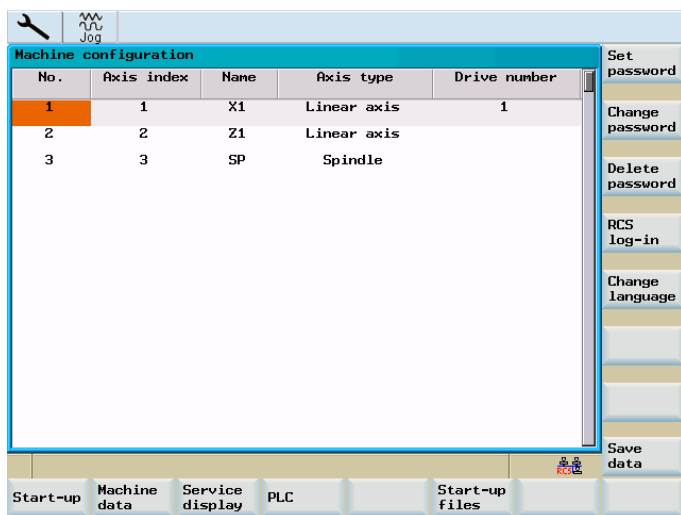 Jog
Machine configuration
No. Axis index Name Axis type Drive number
1 1 X1 Linear axis 1
2 2 Z1 Linear axis
3 3 SP Spindle
Set
password
Change
password
Delete
password
RCS
log-in
Change
language
Save
data
RCS
Start-up
Machine
data
Service
display
PLC
Start-up
files